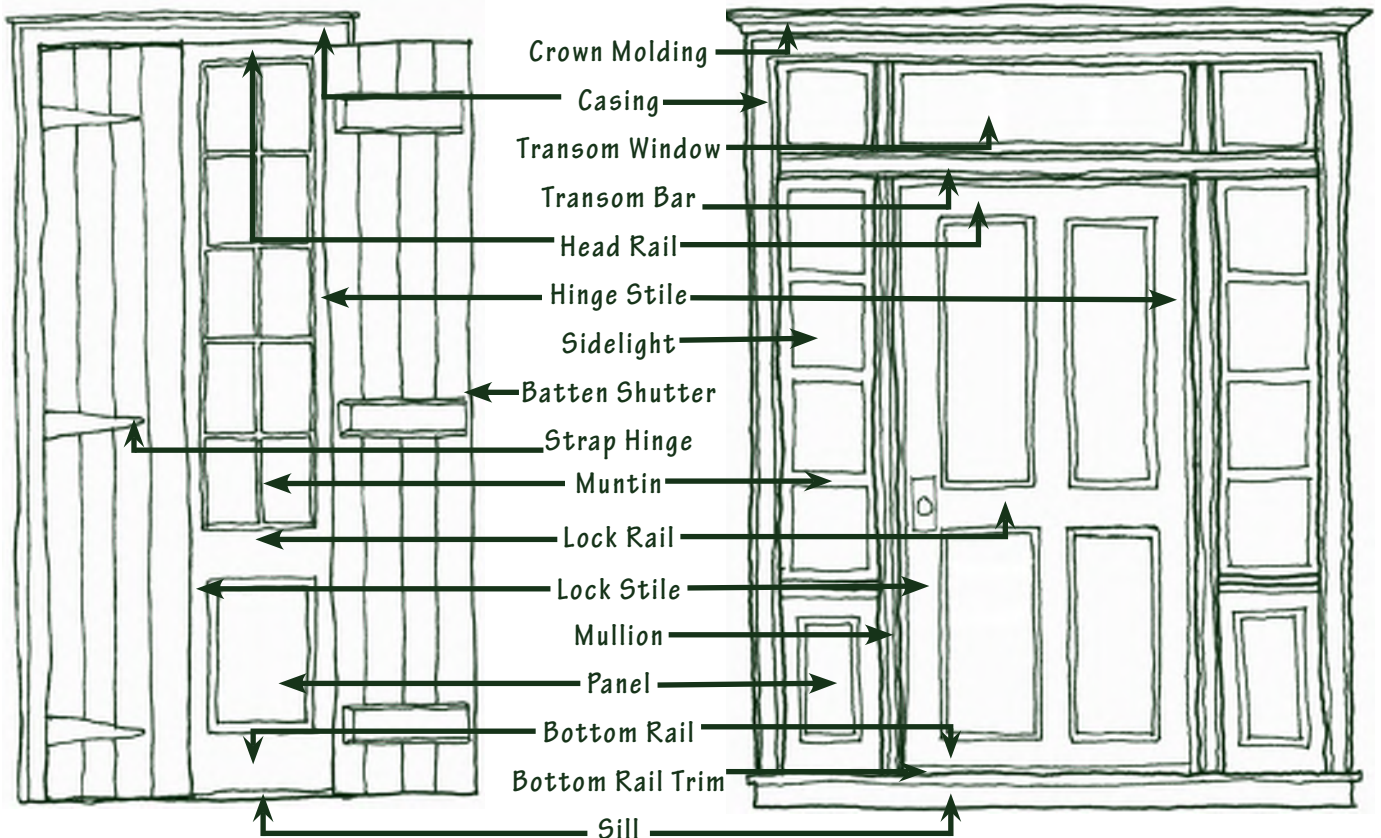 Crown Molding
Casing
Transom Window
Transom Bar
Head Rail
Hinge Stile
Sidelight
Batten Shutter
Strap Hinge
Muntin
Lock Rail
Lock Stile
Mullion
Panel
Bottom Rail
Bottom Rail Trim
Sill